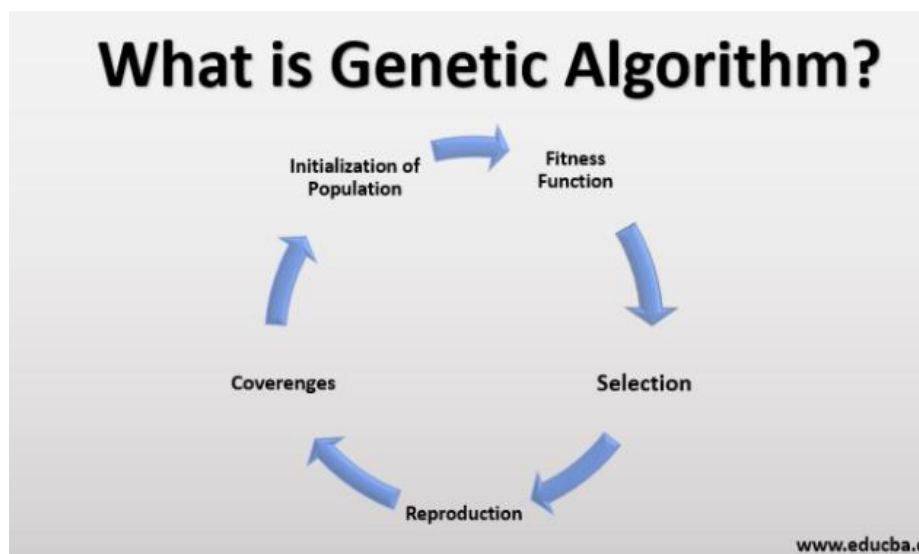 What is Genetic Algorithm?
Initialization of
Population
Fitness
Function
Selection
Reproduction
Coverenges
www.educba.